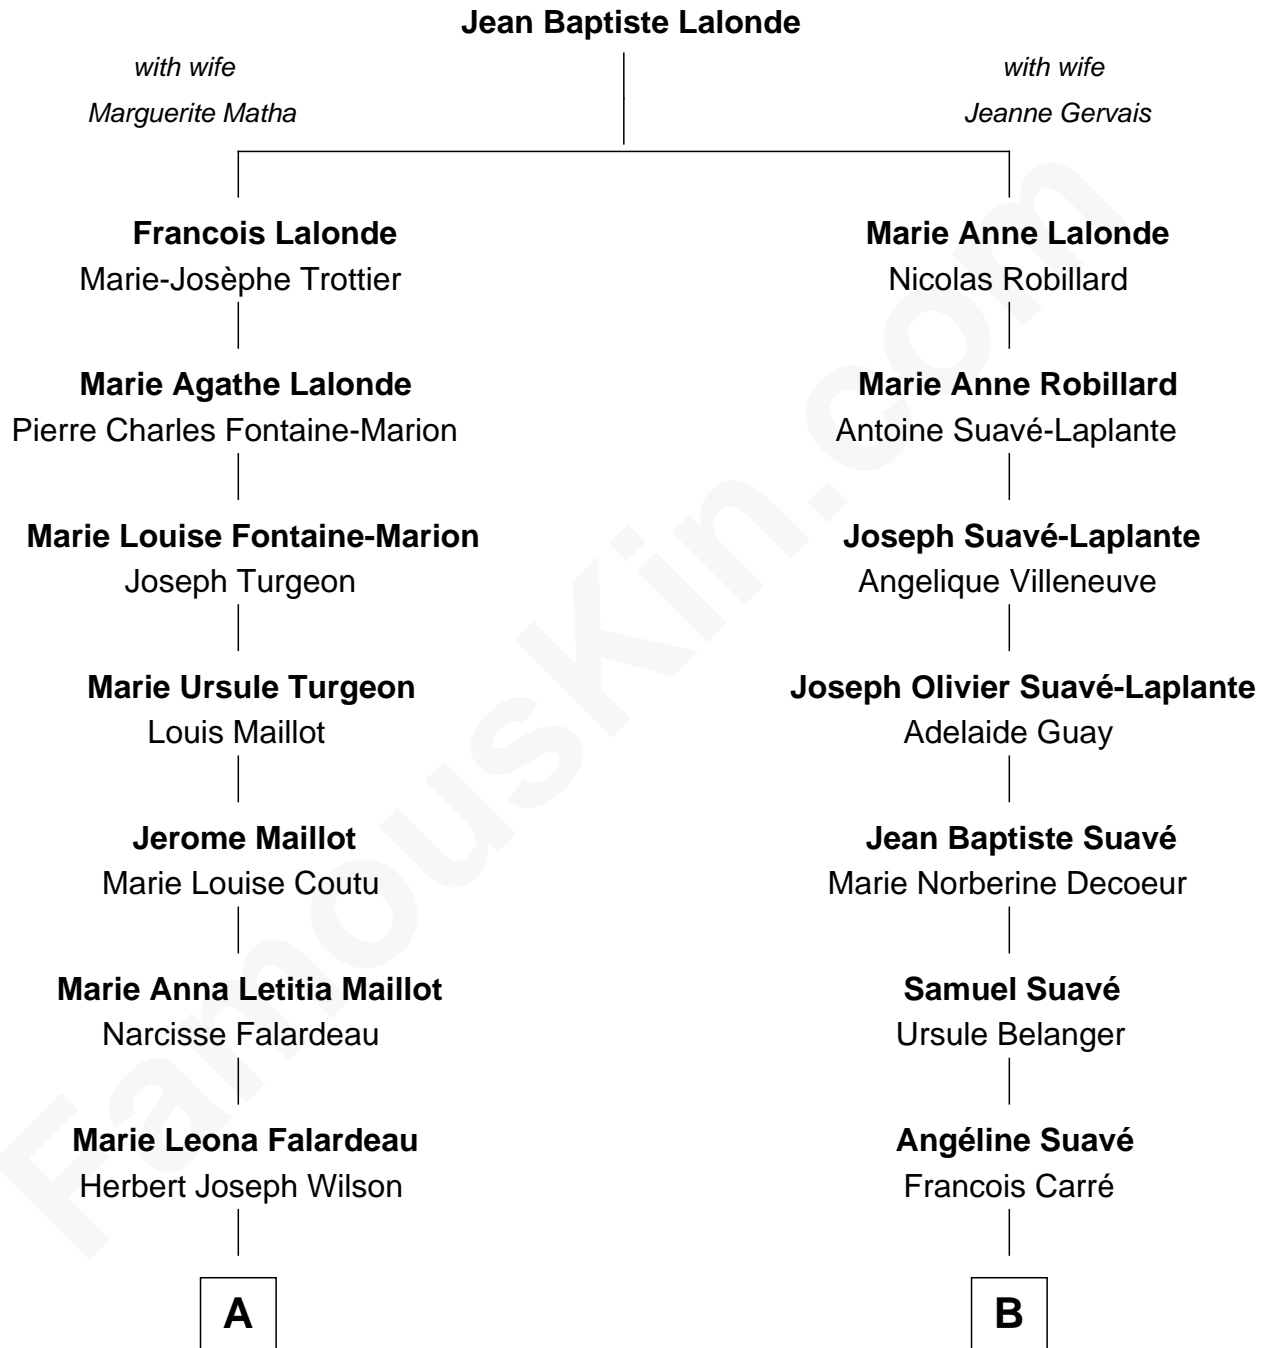 Jean Baptiste Lalonde
with wife
Marguerite Matha
with wife
Jeanne Gervais
Francois Lalonde
Marie-Josèphe Trottier
Marie Anne Lalonde
Nicolas Robillard
Marie Agathe Lalonde
Pierre Charles Fontaine-Marion
Marie Anne Robillard
Antoine Suavé-Laplante
Marie Louise Fontaine-Marion
Joseph Turgeon
Joseph Suavé-Laplante
Angelique Villeneuve
Marie Ursule Turgeon
Louis Maillot
Joseph Olivier Suavé-Laplante
Adelaide Guay
Jerome Maillot
Marie Louise Coutu
Jean Baptiste Suavé
Marie Norberine Decoeur
Marie Anna Letitia Maillot
Narcisse Falardeau
Samuel Suavé
Ursule Belanger
Marie Leona Falardeau
Herbert Joseph Wilson
Angéline Suavé
Francois Carré
A
B
FamousKin.com